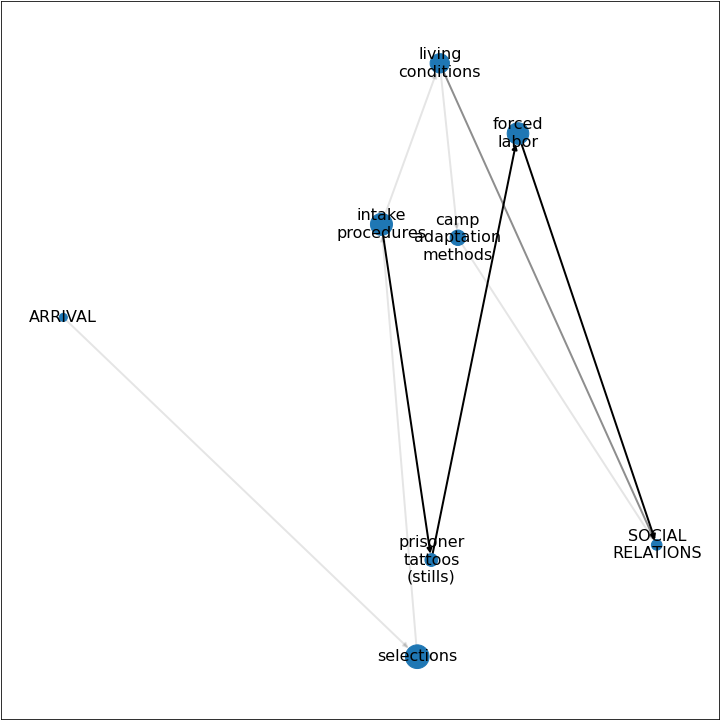 living
conditions
forced
labor
intake
procedures
camp
adaptation
methods
ARRIVAL
prisoner
tattoos
(stills)
SOCIAL
RELATIONS
selections